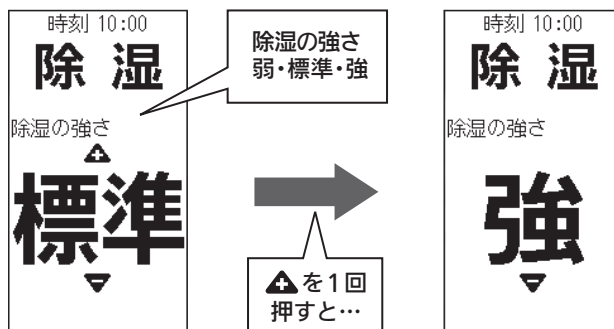 時刻 10:00
除 湿
除湿の強さ
標準
除湿の強さ
弱・標準・強
を1回
押すと…
時刻 10:00
除 湿
除湿の強さ
強